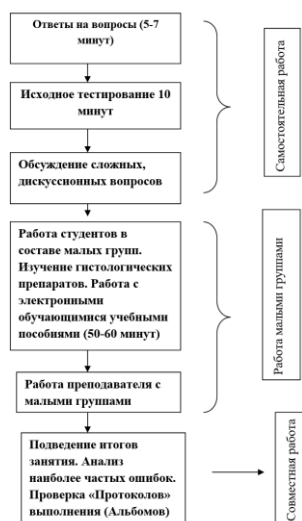 Ответы на вопросы (5-7
минут)
Исходное тестирование 10
минут
Обсуждение сложных,
дискуссионных вопросов
Самостоятельная работа
Работа студентов в
составе малых групп.
Изучение гистологических
препаратов. Работа с
электронными
обучающимися учебными
пособиями (50-60 минут)
Работа преподавателя с
малыми группами
Работа малыми группами
Подведение итогов
занятия. Анализ
наиболее частых ошибок.
Проверка «Протоколов»
выполнения (Альбомов)
Совместная работа